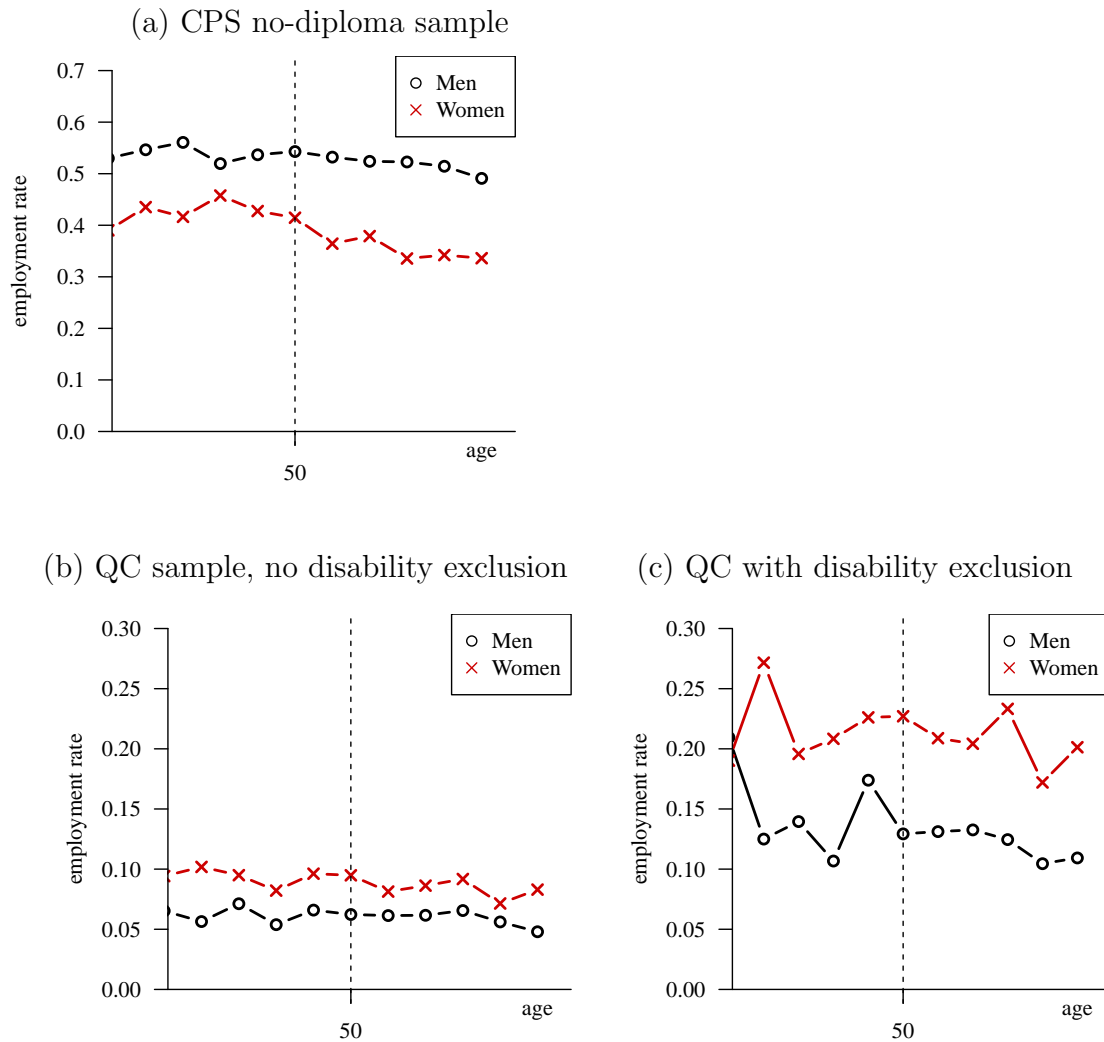 (a) CPS no-diploma sample
0.7
0.6
0.5
0.4
0.3
0.2
0.1
0.0
employment rate
Men
Women
age
50
(b) QC sample, no disability exclusion
0.30
0.25
0.20
0.15
0.10
0.05
0.00
employment rate
Men
Women
age
50
(c) QC with disability exclusion
0.30
0.25
0.20
0.15
0.10
0.05
0.00
employment rate
Men
Women
age
50